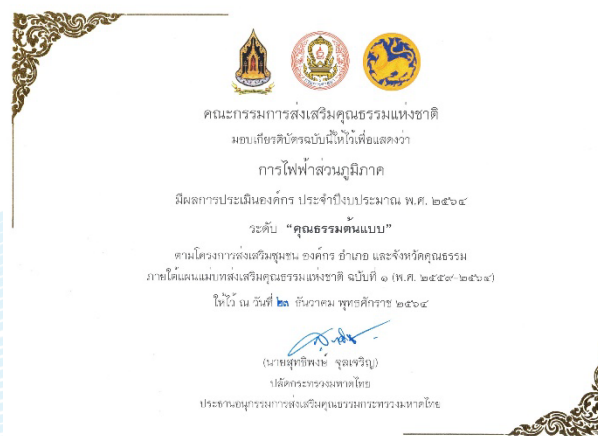 คณะกรรมการส่งเสริมคุณธรรมแห่งชาติ
มอบเกียรติบัตรฉบับนี้ให้ไว้เพื่อแสดงว่า
การไฟฟ้าส่วนภูมิภาค
มีผลการประเมินองค์กร ประจำปีงบประมาณ พ.ศ. ๒๕๖๔
ระดับ “คุณธรรมต้นแบบ”
ตามโครงการส่งเสริมชุมชน องค์กร อำเภอ และจังหวัดคุณธรรม
ภายใต้แผนแม่บทส่งเสริมคุณธรรมแห่งชาติ ฉบับที่ ๑ (พ.ศ. ๒๕๕๙-๒๕๖๔)
ให้ไว้ ณ วันที่ ๒๓ ธันวาคม พุทธศักราช ๒๕๖๔
(นายสุทธิพงษ์ จุลเจริญ)
ปลัดกระทรวงมหาดไทย
ประธานอนุกรรมการส่งเสริมคุณธรรมกระทรวงมหาดไทย